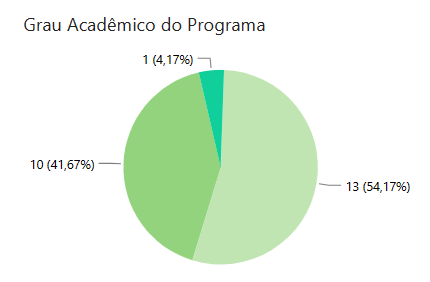 Grau Acadêmico do Programa
1 (4,17%)
10 (41,67%)
13 (54,17%)